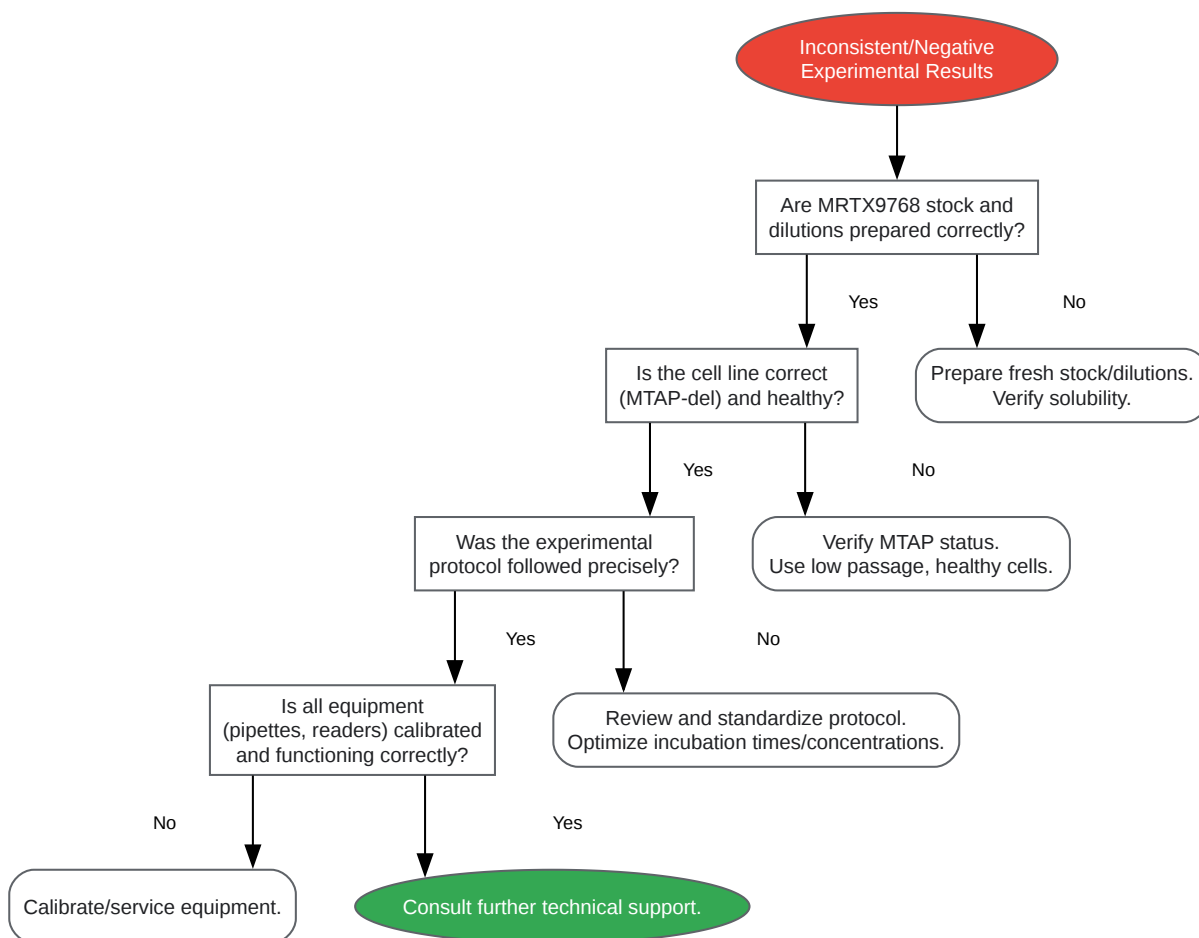 Inconsistent/Negative
Experimental Results
Are MRTX9768 stock and
dilutions prepared correctly?
Yes
No
Is the cell line correct
(MTAP-del) and healthy?
Prepare fresh stock/dilutions.
Verify solubility.
Yes
No
Was the experimental
protocol followed precisely?
Verify MTAP status.
Use low passage, healthy cells.
Yes
No
Is all equipment
(pipettes, readers) calibrated
and functioning correctly?
Review and standardize protocol.
Optimize incubation times/concentrations.
No
Yes
Calibrate/service equipment.
Consult further technical support.